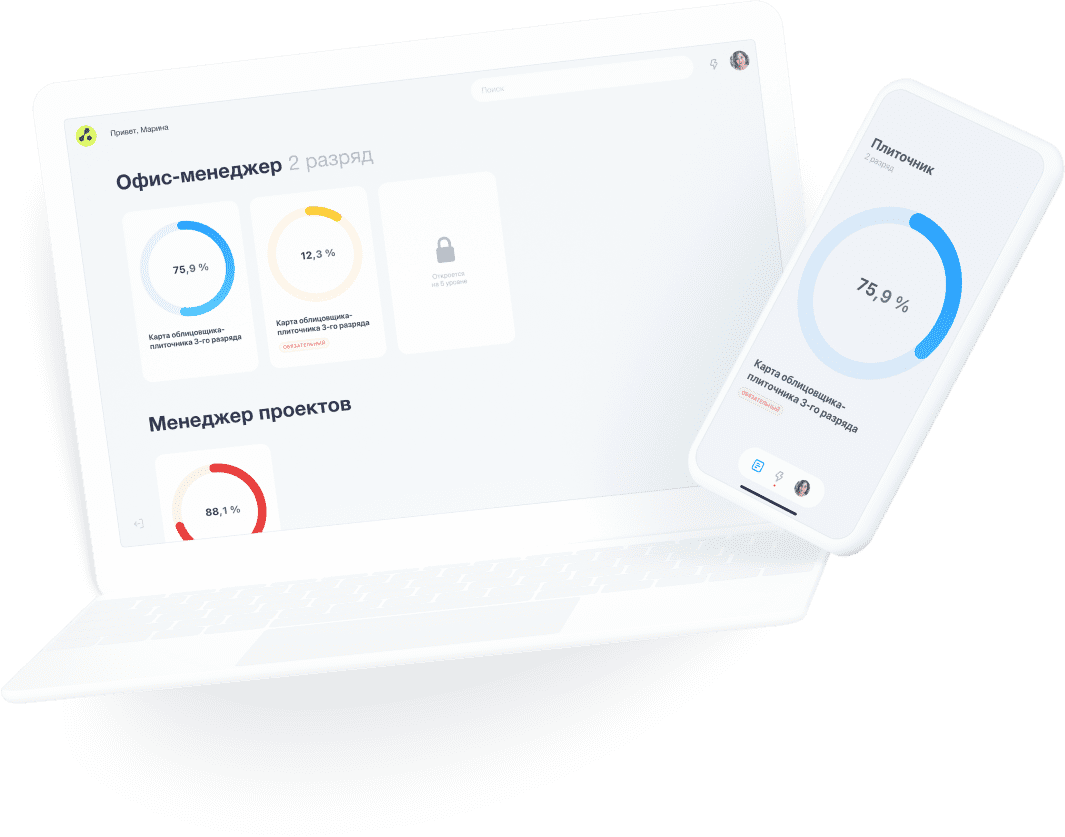 Поиск
Привет, Марина
Офис-менеджер 2 разряд
75,9 %
Карта облицовщика-
плиточника 3-го разряда
12,3 %
Карта облицовщика-
плиточника 3-го разряда
ОБЯЗАТЕЛЬНЫЙ
Откроется
на 5 уровне
Менеджер проектов
88,1 %
Плиточник
2 разряд
75,9 %
Карта облицовщика-
плиточника 3-го разряда
ОБЯЗАТЕЛЬНЫЙ